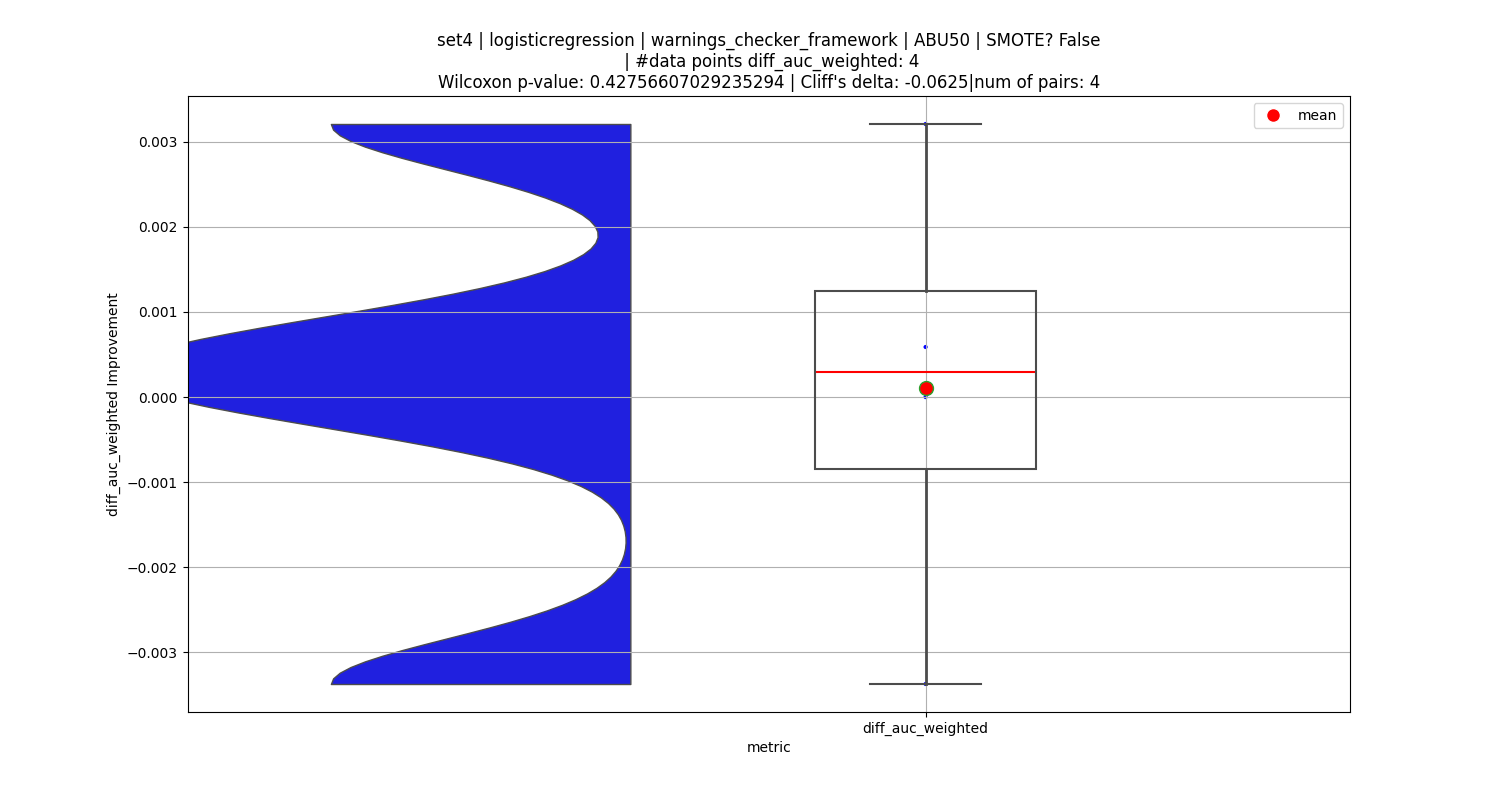 set4 | logisticregression | warnings_checker_framework | ABU50 | SMOTE? False
| #data points diff_auc_weighted: 4
Wilcoxon p-value: 0.42756607029235294 | Cliff's delta: -0.0625|num of pairs: 4
mean
0.003
0.002
0.001
0.000
−0.001
−0.002
−0.003
diff_auc_weighted Improvement
diff_auc_weighted
metric